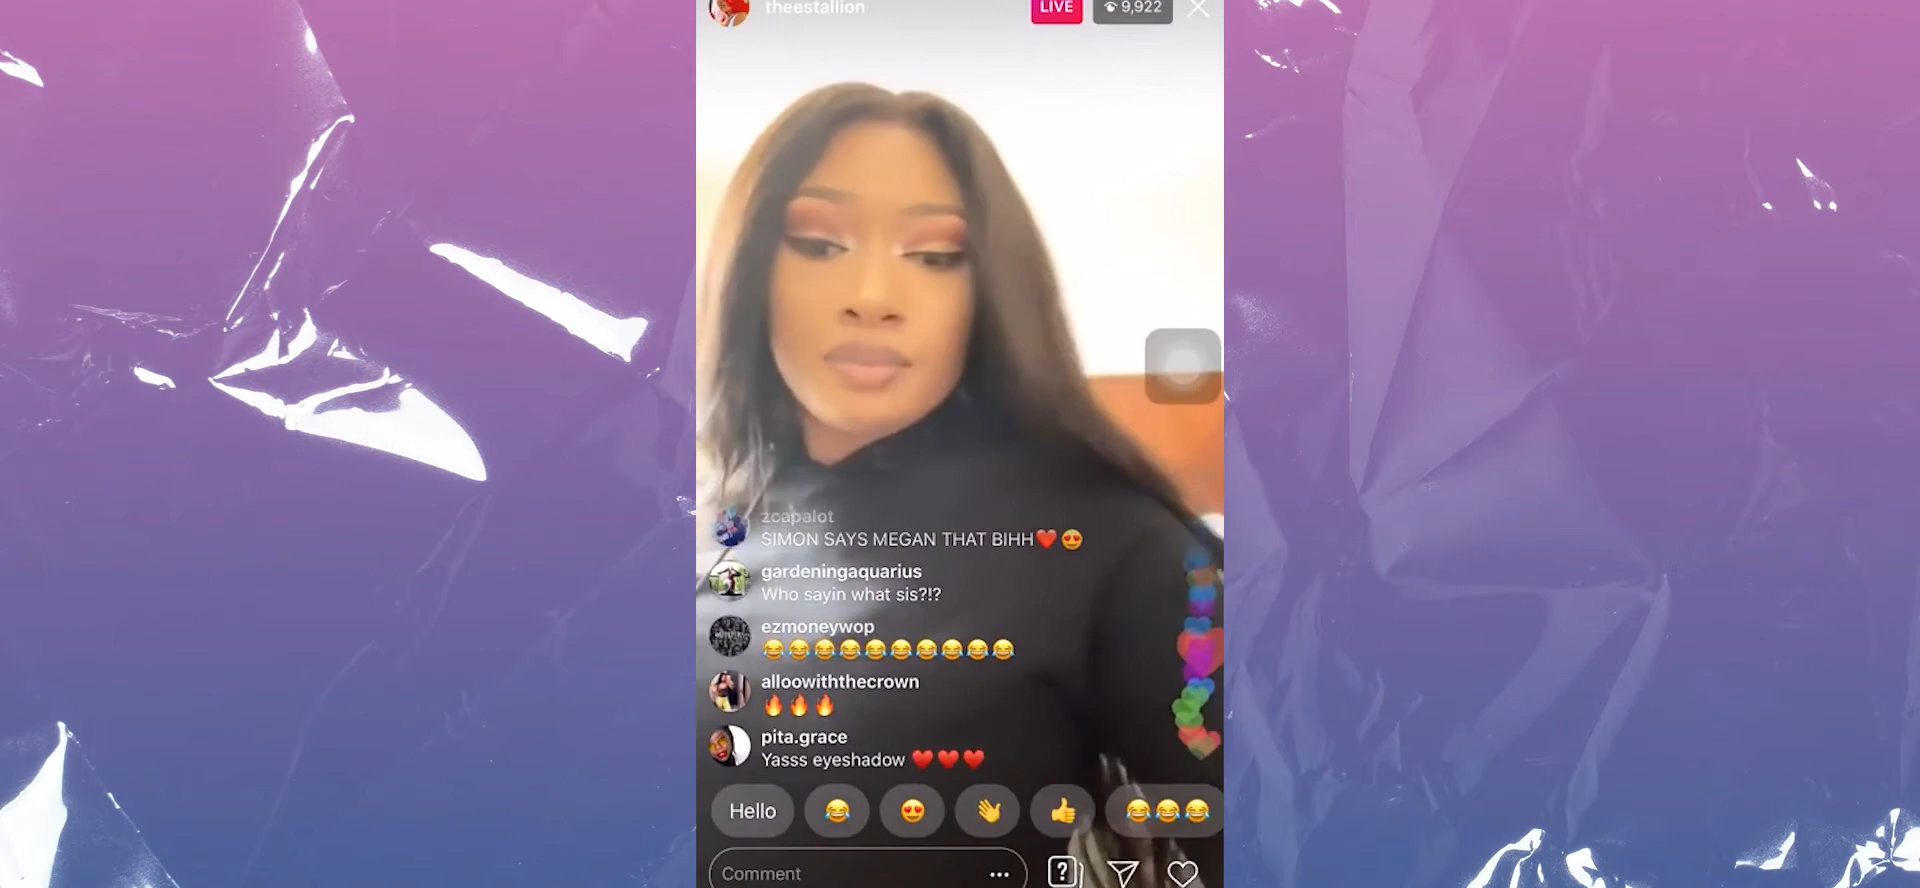 theestallion
LIVE 9,922
zcapalot
SIMON SAYS MEGAN THAT BIHH❤️😍
gardeningaquarius
Who sayin what sis?!?
ezmoneywop
😂😂😂😂😂😂😂😂😂😂
alloowiththecrown
🔥🔥🔥
pita.grace
Yasss eyeshadow ❤️❤️❤️
Hello 😂 😍 👋 👍 😂😂😂
Comment ...